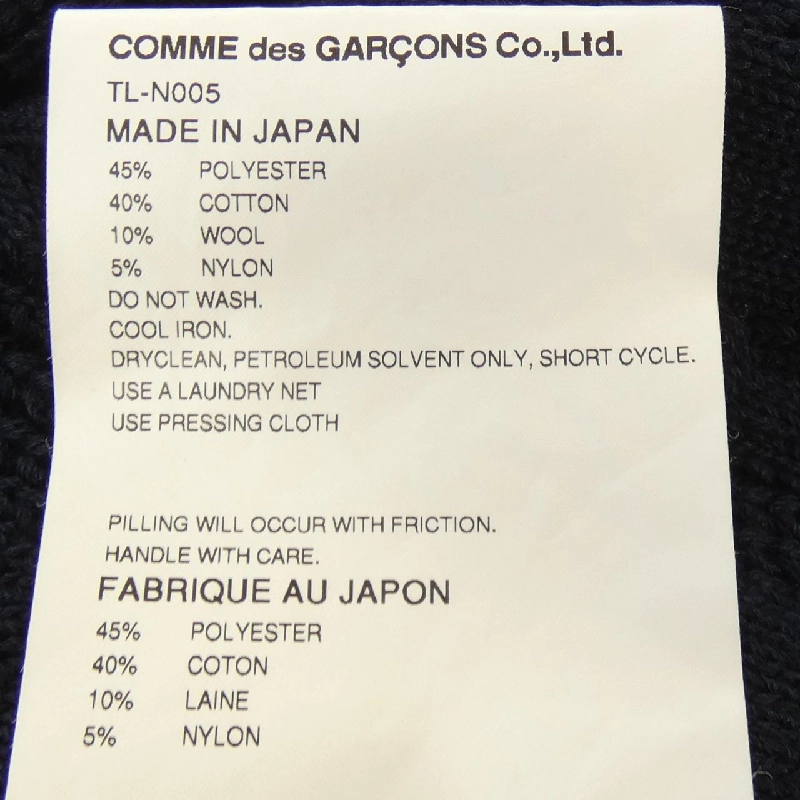 COMME des GARÇONS Co.,Ltd.
TL-N005
MADE IN JAPAN
45% POLYESTER
40% COTTON
10% WOOL
5% NYLON
DO NOT WASH.
COOL IRON.
DRYCLEAN, PETROLEUM SOLVENT ONLY, SHORT CYCLE.
USE A LAUNDRY NET
USE PRESSING CLOTH
PILLING WILL OCCUR WITH FRICTION.
HANDLE WITH CARE.
FABRIQUE AU JAPON
45% POLYESTER
40% COTON
10% LAINE
5% NYLON